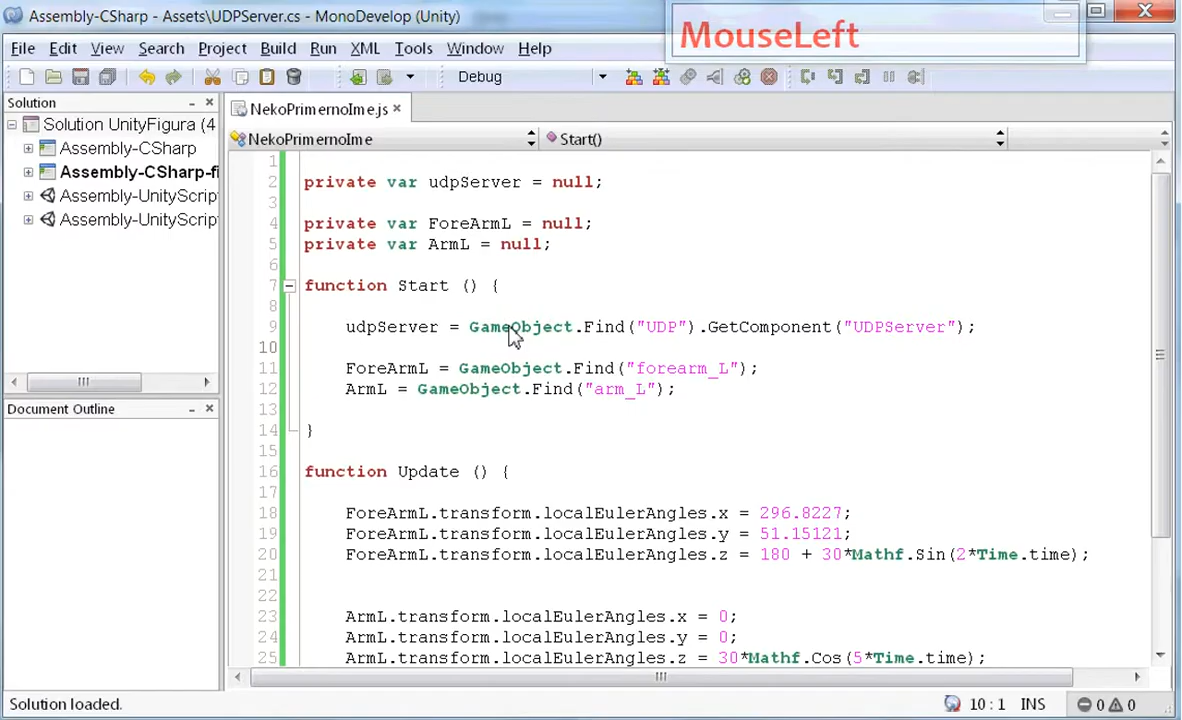 Assembly-CSharp - Assets\UDPServer.cs - MonoDevelop (Unity)
MouseLeft
File Edit View Search Project Build Run XML Tools Window Help
Debug
Solution
NekoPrimernoIme.js
Solution UnityFigura (4
NekoPrimernoIme
Start()
Assembly-CSharp
Assembly-CSharp-fi
Assembly-UnityScrip
Assembly-UnityScrip
Document Outline
1
2 private var udpServer = null;
3
4 private var ForeArmL = null;
5 private var ArmL = null;
6
7 function Start () {
8
9 udpServer = GameObject.Find("UDP").GetComponent("UDPServer");
10
11 ForeArmL = GameObject.Find("forearm_L");
12 ArmL = GameObject.Find("arm_L");
13
14 }
15
16 function Update () {
17
18 ForeArmL.transform.localEulerAngles.x = 296.8227;
19 ForeArmL.transform.localEulerAngles.y = 51.15121;
20 ForeArmL.transform.localEulerAngles.z = 180 + 30*Mathf.Sin(2*Time.time);
21
22
23 ArmL.transform.localEulerAngles.x = 0;
24 ArmL.transform.localEulerAngles.y = 0;
25 ArmL.transform.localEulerAngles.z = 30*Mathf.Cos(5*Time.time);
Solution loaded.
10 : 1 INS 0 0